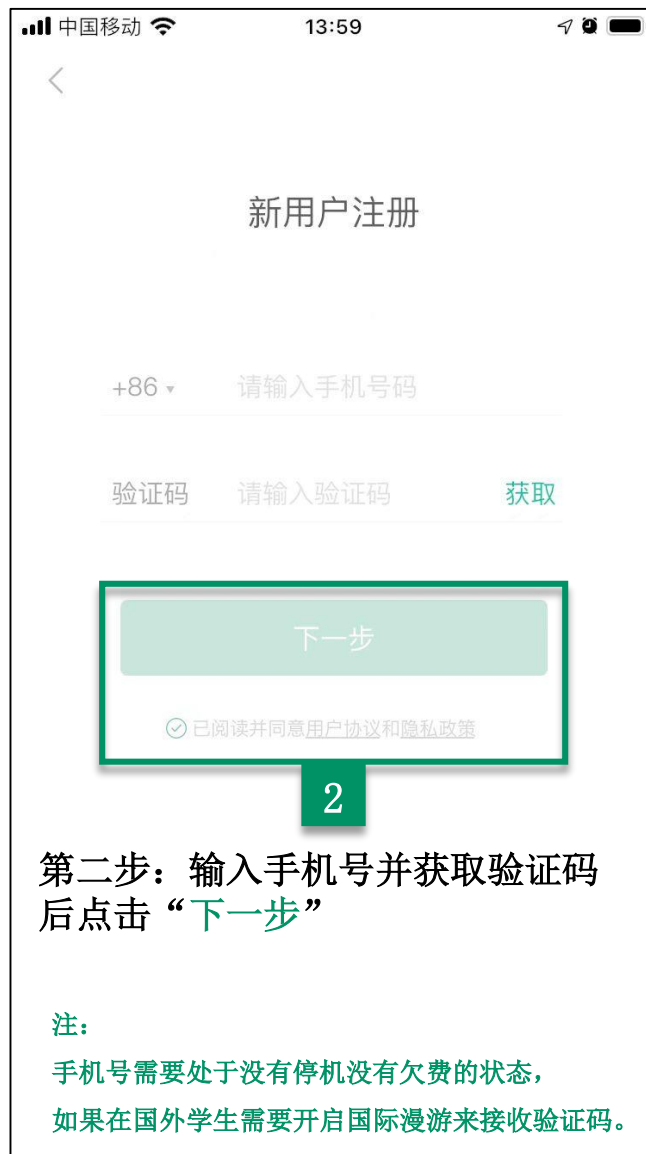 中国移动 13:59
新用户注册
+86 请输入手机号码
验证码 请输入验证码 获取
下一步
已阅读并同意用户协议和隐私政策
2
第二步：输入手机号并获取验证码
后点击“下一步”
注：
手机号需要处于没有停机没有欠费的状态，
如果在国外学生需要开启国际漫游来接收验证码。